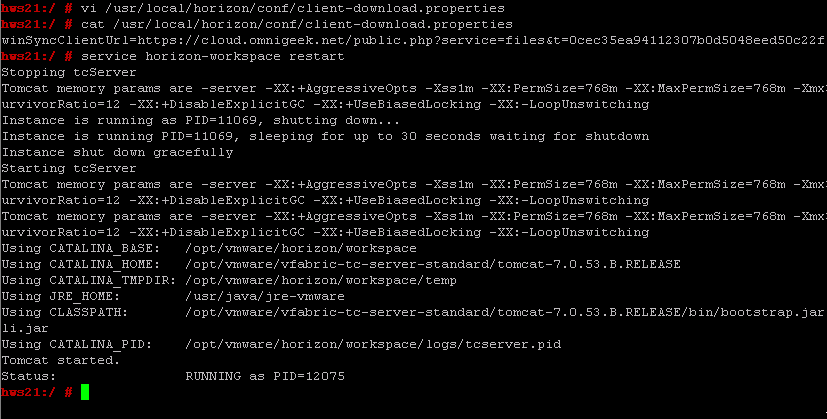 hws21:/ # vi /usr/local/horizon/conf/client-download.properties
hws21:/ # cat /usr/local/horizon/conf/client-download.properties
winSyncClientUrl=https://cloud.omnigeek.net/public.php?service=files&t=0cec35ea94112307b0d5048eed50c22f
hws21:/ # service horizon-workspace restart
Stopping tcServer
Tomcat memory params are -server -XX:+AggressiveOpts -Xss1m -XX:PermSize=768m -XX:MaxPermSize=768m -Xmx
urvivorRatio=12 -XX:+DisableExplicitGC -XX:+UseBiasedLocking -XX:-LoopUnswitching
Instance is running as PID=11069, shutting down...
Instance is running PID=11069, sleeping for up to 30 seconds waiting for shutdown
Instance shut down gracefully
Starting tcServer
Tomcat memory params are -server -XX:+AggressiveOpts -Xss1m -XX:PermSize=768m -XX:MaxPermSize=768m -Xmx
urvivorRatio=12 -XX:+DisableExplicitGC -XX:+UseBiasedLocking -XX:-LoopUnswitching
Tomcat memory params are -server -XX:+AggressiveOpts -Xss1m -XX:PermSize=768m -XX:MaxPermSize=768m -Xmx
urvivorRatio=12 -XX:+DisableExplicitGC -XX:+UseBiasedLocking -XX:-LoopUnswitching
Using CATALINA_BASE:   /opt/vmware/horizon/workspace
Using CATALINA_HOME:   /opt/vmware/vfabric-tc-server-standard/tomcat-7.0.53.B.RELEASE
Using CATALINA_TMPDIR: /opt/vmware/horizon/workspace/temp
Using JRE_HOME:        /usr/java/jre-vmware
Using CLASSPATH:       /opt/vmware/vfabric-tc-server-standard/tomcat-7.0.53.B.RELEASE/bin/bootstrap.jar
li.jar
Using CATALINA_PID:    /opt/vmware/horizon/workspace/logs/tcserver.pid
Tomcat started.
Status:                RUNNING as PID=12075
hws21:/ #